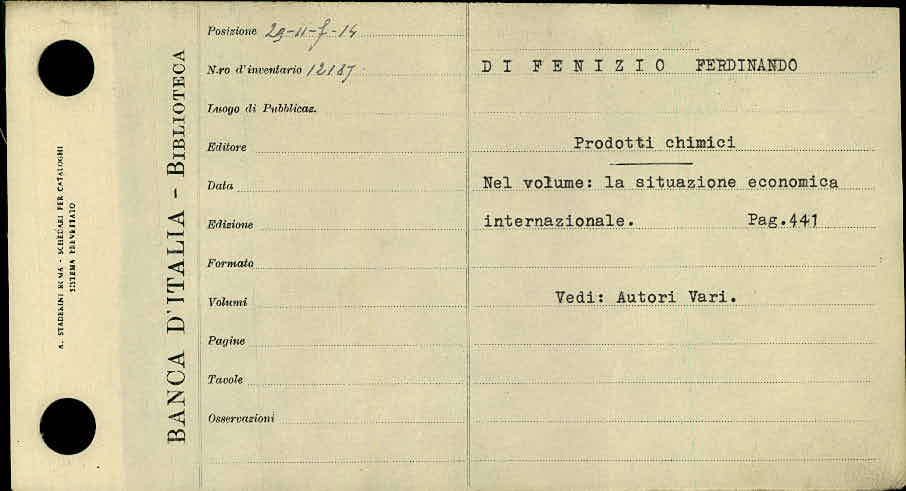 A. STADERINI ROMA - SCHEDARI PER CATALOGHI
SISTEMA BREVETTATO
BANCA D'ITALIA - BIBLIOTECA
Posizione 29-11-f-14
N.ro d'inventario 12187
Luogo di Pubblicaz.
Editore
Data
Edizione
Formato
Volumi
Pagine
Tavole
Osservazioni
DI FENIZIO FERDINANDO
Prodotti chimici
Nel volume: la situazione economica
internazionale. Pag.441
Vedi: Autori Vari.